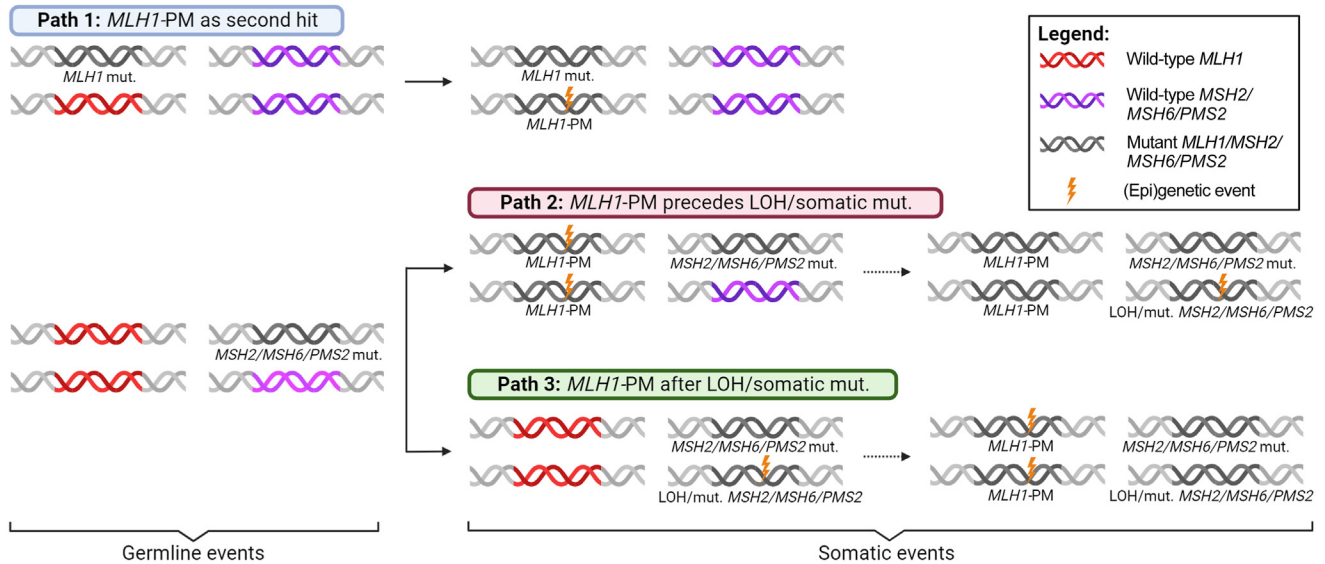 Path 1: MLH1-PM as second hit
MLH1 mut.
MLH1 mut.
MLH1-PM
Legend:
Wild-type MLH1
Wild-type MSH2/
MSH6/PMS2
Mutant MLH1/MSH2/
MSH6/PMS2
(Epi)genetic event
Path 2: MLH1-PM precedes LOH/somatic mut.
MLH1-PM
MSH2/MSH6/PMS2 mut.
MLH1-PM
MSH2/MSH6/PMS2 mut.
MLH1-PM
MLH1-PM
LOH/mut. MSH2/MSH6/PMS2
MSH2/MSH6/PMS2 mut.
Path 3: MLH1-PM after LOH/somatic mut.
MSH2/MSH6/PMS2 mut.
MLH1-PM
MSH2/MSH6/PMS2 mut.
LOH/mut. MSH2/MSH6/PMS2
MLH1-PM
LOH/mut. MSH2/MSH6/PMS2
Germline events
Somatic events